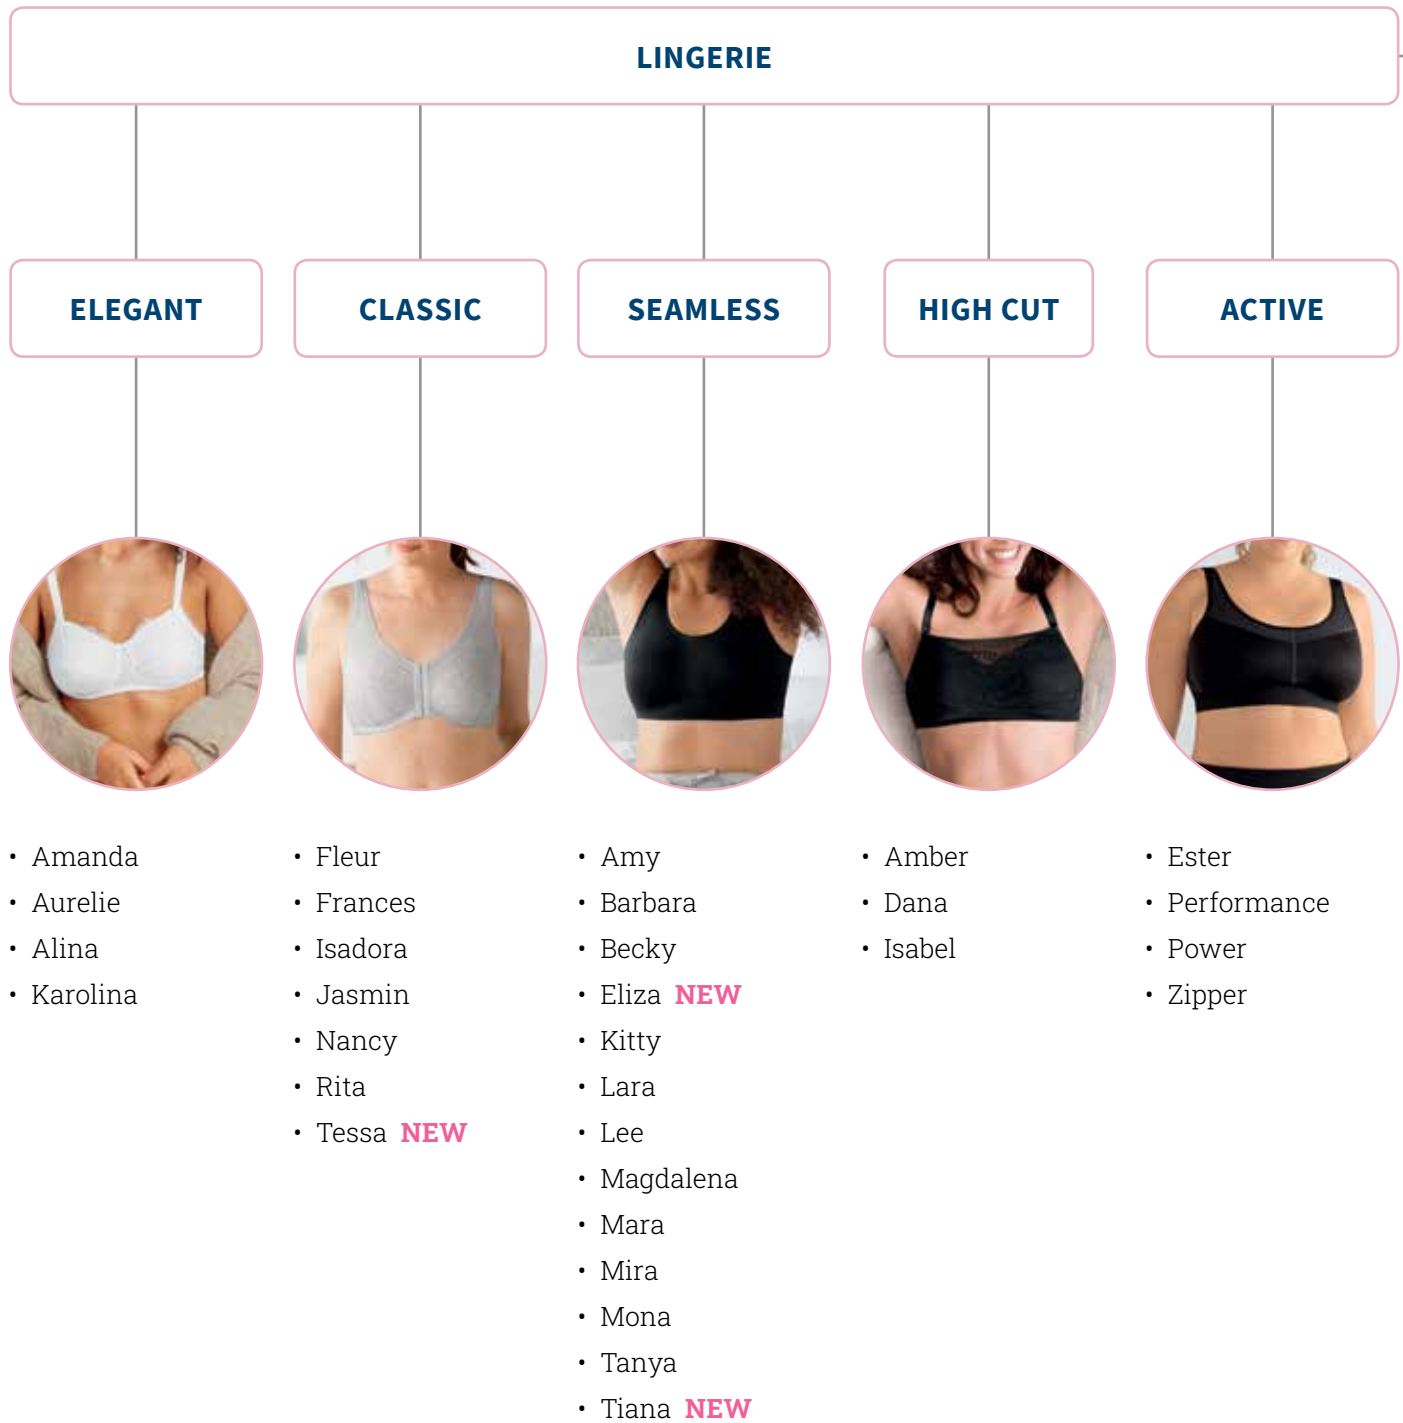 LINGERIE
ELEGANT
CLASSIC
SEAMLESS
HIGH CUT
ACTIVE
• Amanda
• Aurelie
• Alina
• Karolina
• Fleur
• Frances
• Isadora
• Jasmin
• Nancy
• Rita
• Tessa NEW
• Amy
• Barbara
• Becky
• Eliza NEW
• Kitty
• Lara
• Lee
• Magdalena
• Mara
• Mira
• Mona
• Tanya
• Tiana NEW
• Amber
• Dana
• Isabel
• Ester
• Performance
• Power
• Zipper